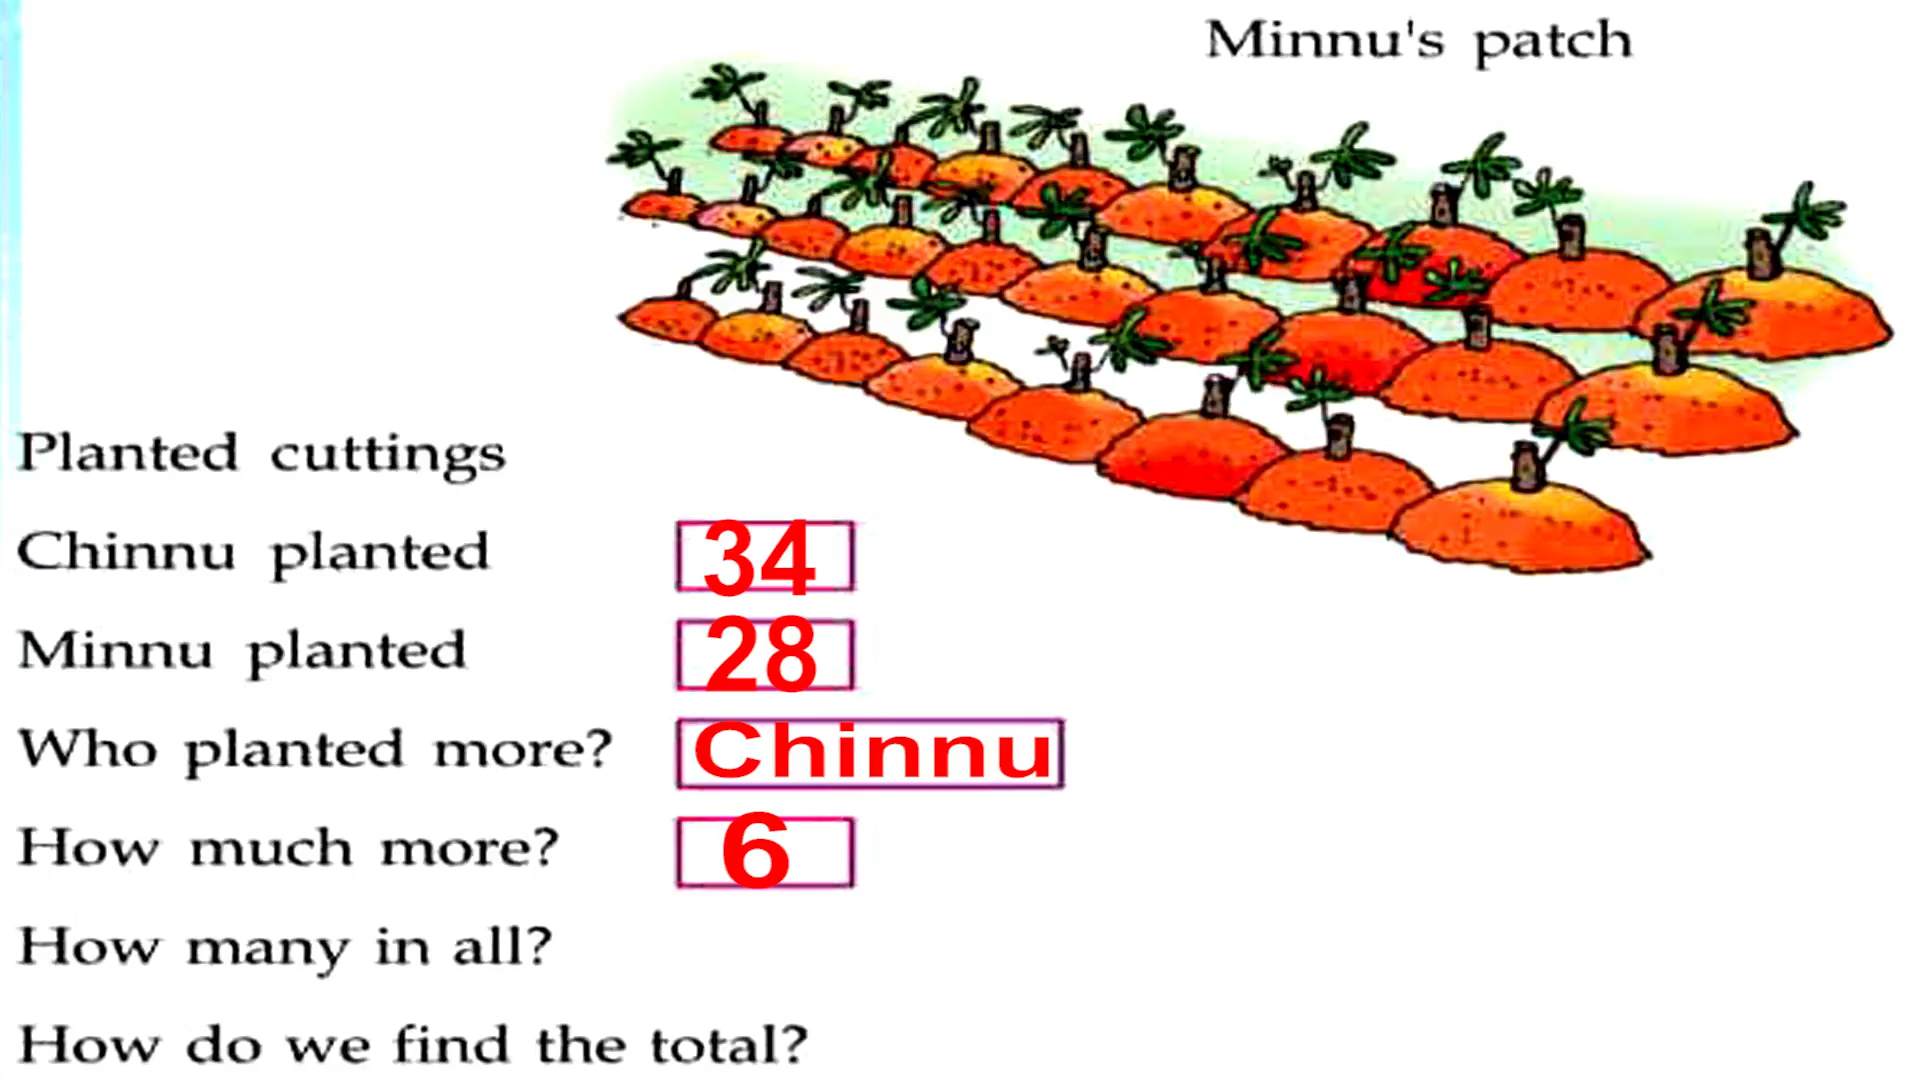 Minnu's patch
Planted cuttings
Chinnu planted 34
Minnu planted 28
Who planted more? Chinnu
How much more? 6
How many in all?
How do we find the total?